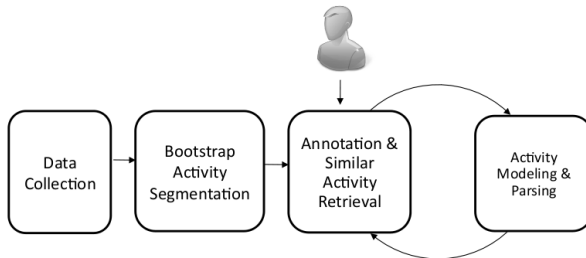 Data
Collection
Bootstrap
Activity
Segmentation
Annotation &
Similar
Activity
Retrieval
Activity
Modeling &
Parsing